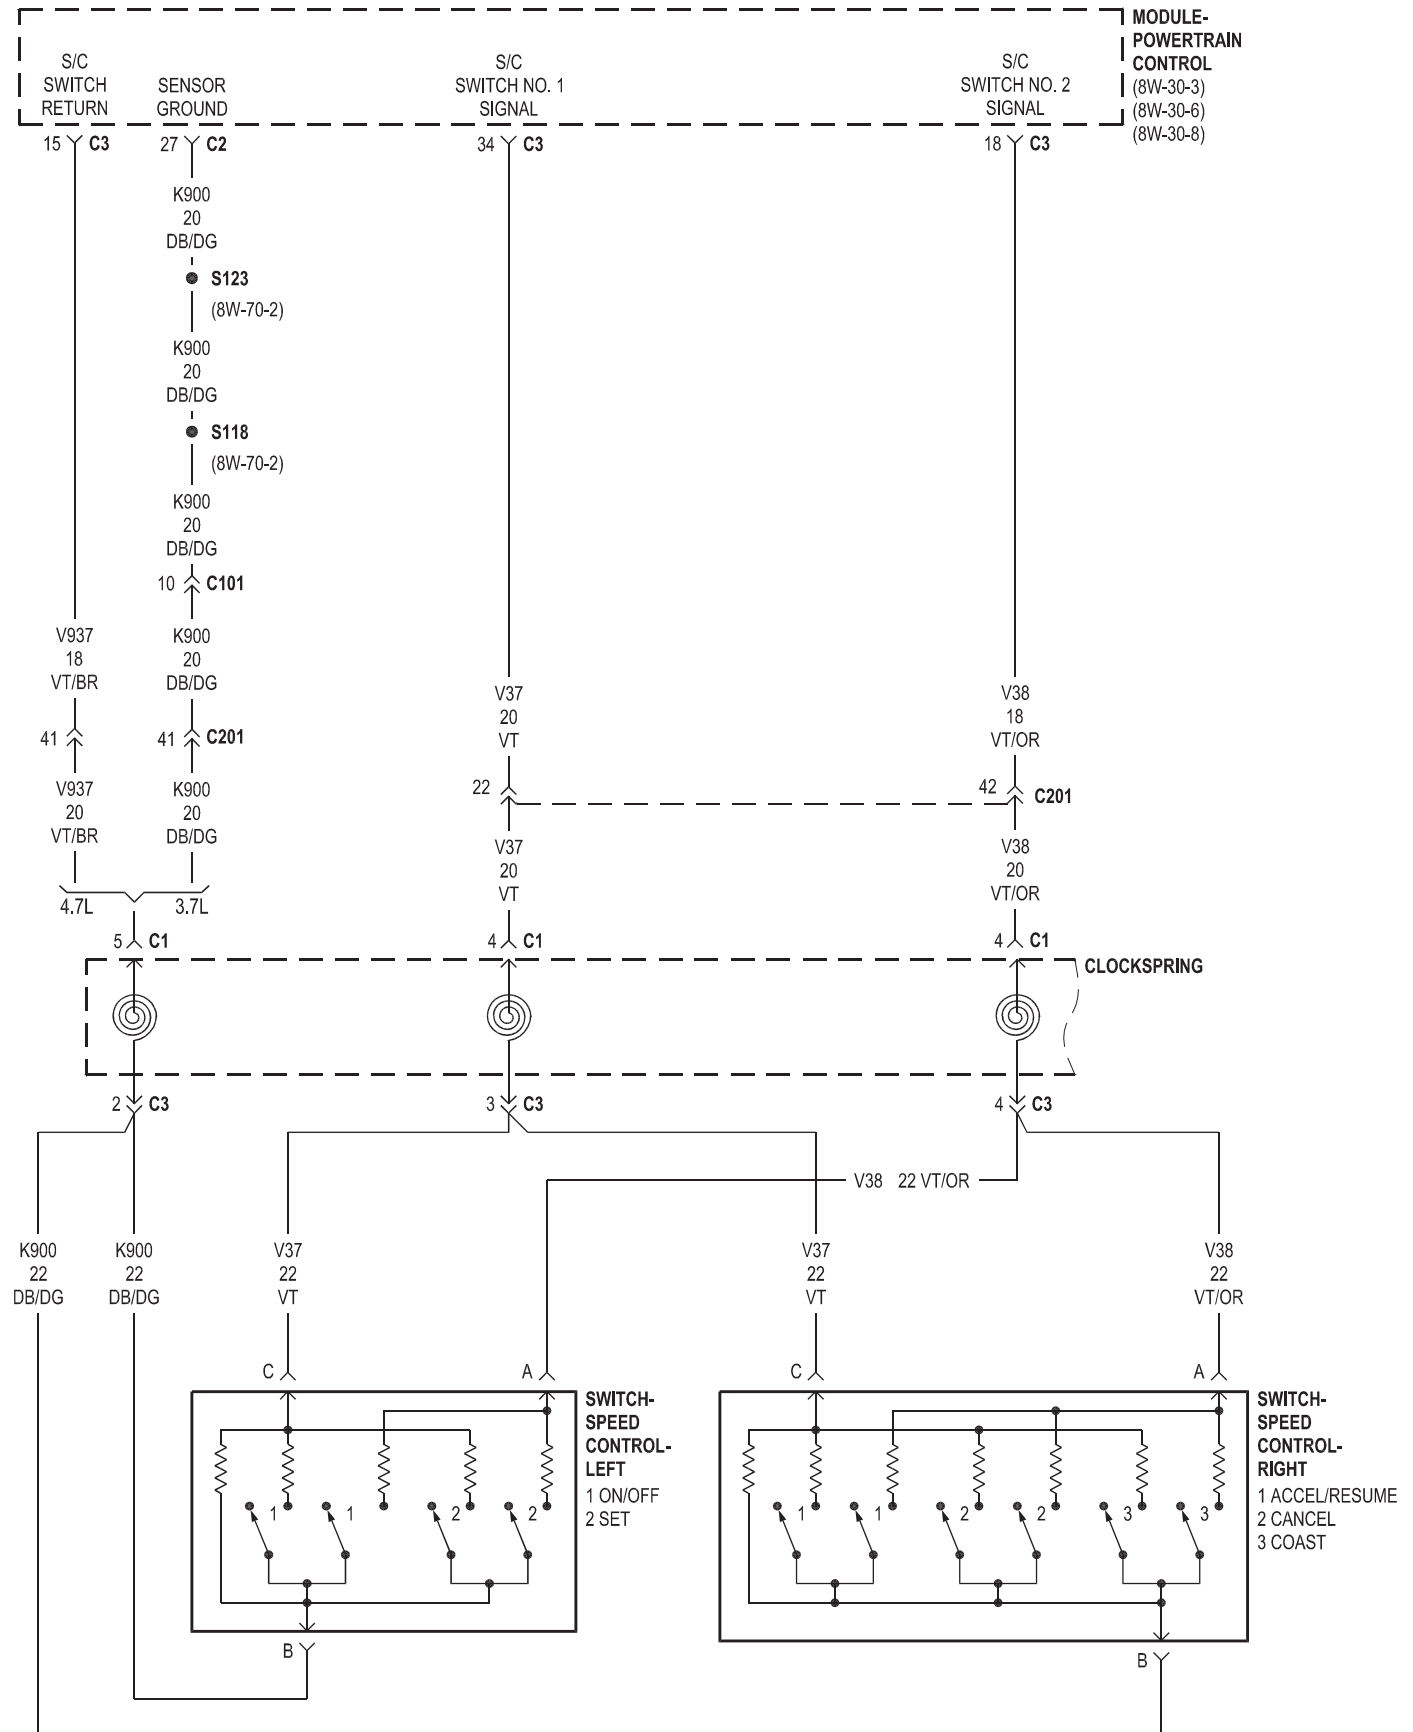 MODULE-
POWERTRAIN
CONTROL
(8W-30-3)
(8W-30-6)
(8W-30-8)
S/C
SWITCH
RETURN
SENSOR
GROUND
S/C
SWITCH NO. 1
SIGNAL
S/C
SWITCH NO. 2
SIGNAL
15 C3
27 C2
34 C3
18 C3
K900
20
DB/DG
S123
(8W-70-2)
K900
20
DB/DG
S118
(8W-70-2)
K900
20
DB/DG
10 C101
V937
18
VT/BR
K900
20
DB/DG
V37
20
VT
V38
18
VT/OR
41
41 C201
22
42 C201
V937
20
VT/BR
K900
20
DB/DG
V37
20
VT
V38
20
VT/OR
4.7L
3.7L
5 C1
4 C1
4 C1
CLOCKSPRING
2 C3
3 C3
4 C3
V38 22 VT/OR
K900
22
DB/DG
K900
22
DB/DG
V37
22
VT
V37
22
VT
V38
22
VT/OR
C
A
C
A
SWITCH-
SPEED
CONTROL-
LEFT
1 ON/OFF
2 SET
SWITCH-
SPEED
CONTROL-
RIGHT
1 ACCEL/RESUME
2 CANCEL
3 COAST
1
1
2
2
1
1
2
2
3
3
B
B